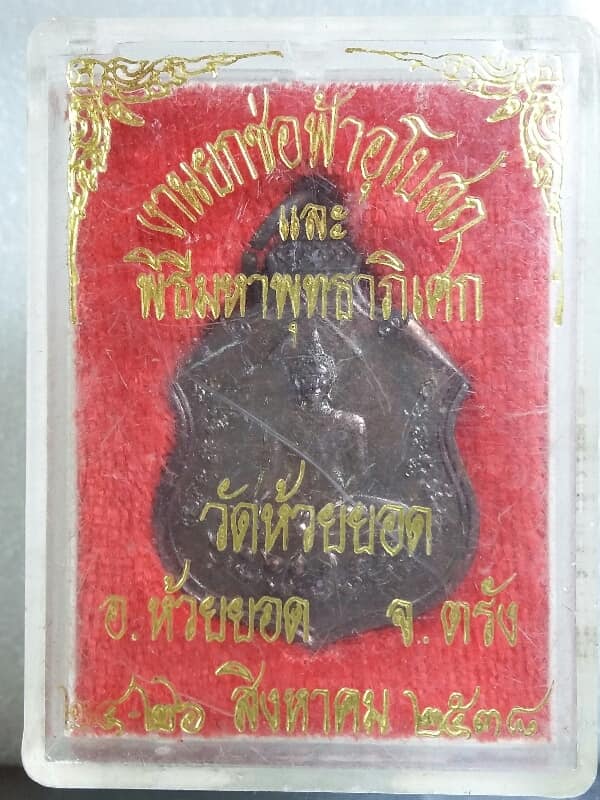 งานยกช่อฟ้าอุโบสถ
และ
พิธีมหาพุทธาภิเศก
วัดห้วยยอด
อ.ห้วยยอด จ.ตรัง
๒๔-๒๖ สิงหาคม ๒๕๓๘